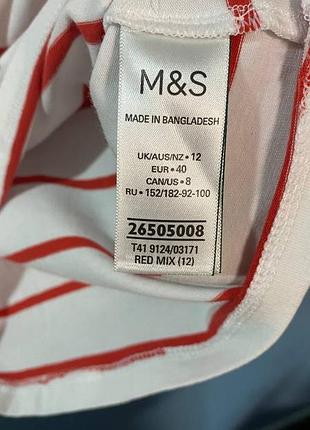 M&S
MADE IN BANGLADESH
UK/AUS/NZ • 12
EUR • 40
CAN/US • 8
RU • 152/182-92-100
26505008
T41 9124/03171
RED MIX (12)